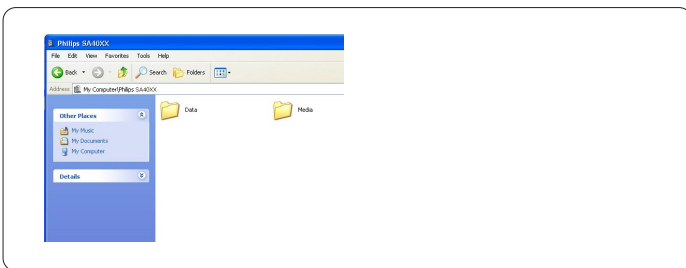 Philips SA40XX
File Edit View Favorites Tools Help
Back Search Folders
Address My Computer\Philips SA40XX
Other Places
My Music
My Documents
My Computer
Details
Data Media